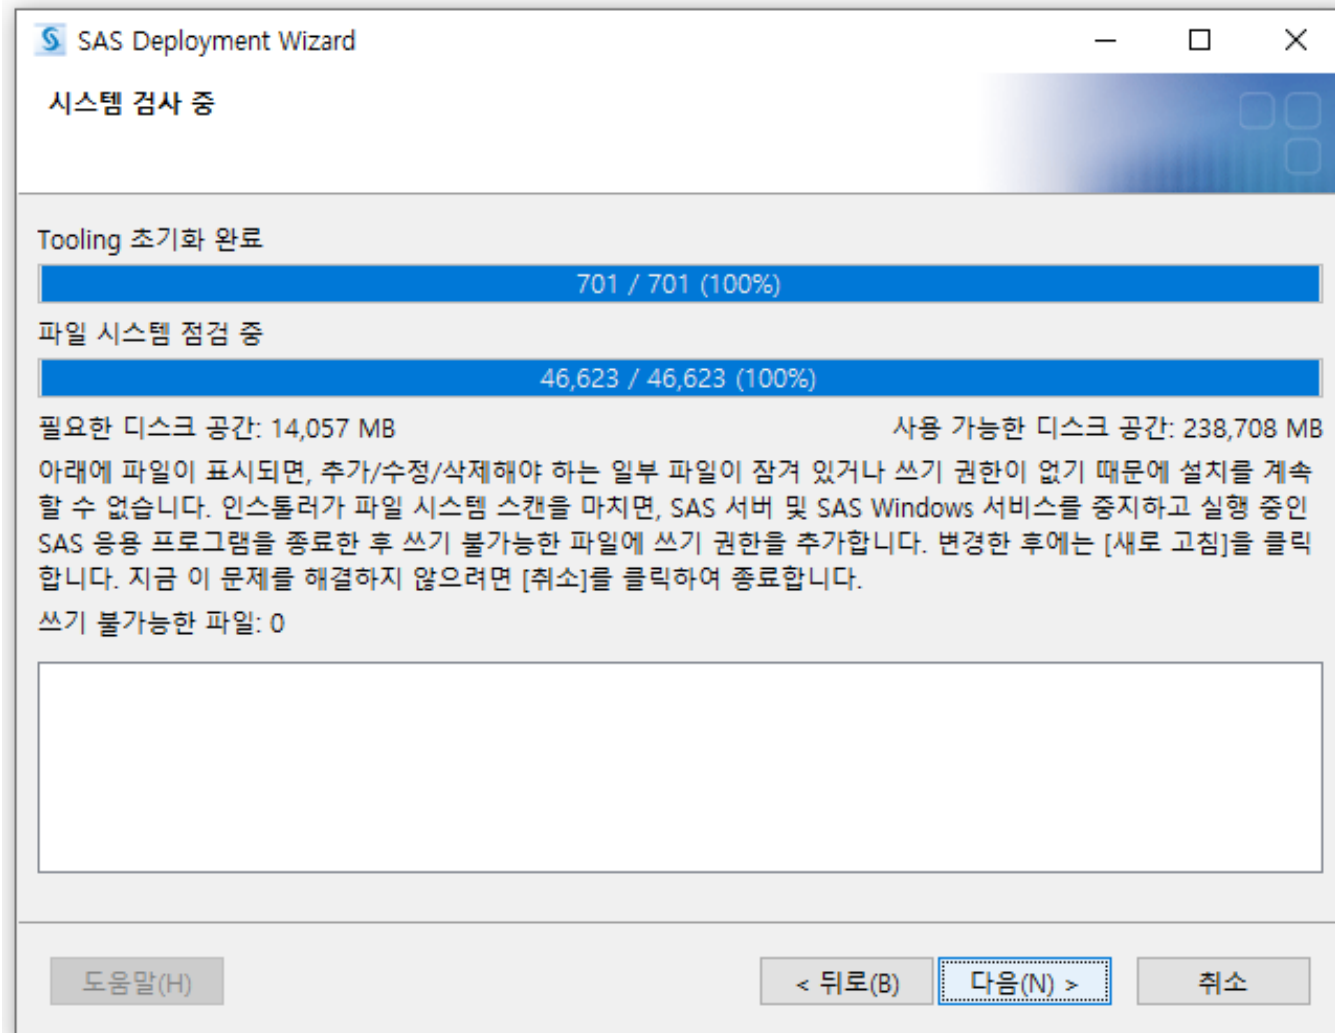 SAS Deployment Wizard
시스템 검사 중
Tooling 초기화 완료
701 / 701 (100%)
파일 시스템 점검 중
46,623 / 46,623 (100%)
필요한 디스크 공간: 14,057 MB 사용 가능한 디스크 공간: 238,708 MB
아래에 파일이 표시되면, 추가/수정/삭제해야 하는 일부 파일이 잠겨 있거나 쓰기 권한이 없기 때문에 설치를 계속
할 수 없습니다. 인스톨러가 파일 시스템 스캔을 마치면, SAS 서버 및 SAS Windows 서비스를 중지하고 실행 중인
SAS 응용 프로그램을 종료한 후 쓰기 불가능한 파일에 쓰기 권한을 추가합니다. 변경한 후에는 [새로 고침]을 클릭
합니다. 지금 이 문제를 해결하지 않으려면 [취소]를 클릭하여 종료합니다.
쓰기 불가능한 파일: 0
도움말(H) < 뒤로(B) 다음(N) > 취소